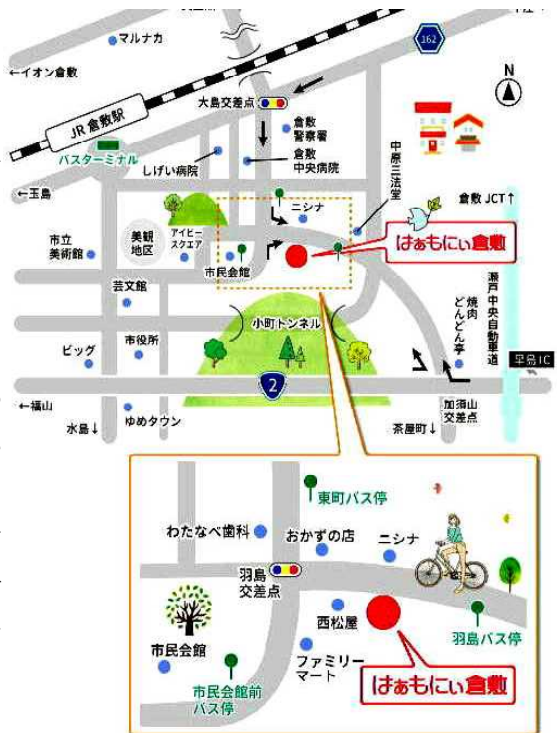 マルナカ
162
←イオン倉敷
大島交差点
N
JR 倉敷駅
倉敷
警察署
バスターミナル
しげい病院
倉敷
中央病院
中原三法堂
←玉島
倉敷 JCT↑
ニシナ
はぁもにぃ倉敷
市立
美術館
美観
地区
アイビー
スクエア
市民会館
芸文館
瀬戸中央自動車道
焼肉
どんどん亭
小町トンネル
ビッグ
市役所
早島IC
2
←福山
加須山
交差点
水島↓
ゆめタウン
茶屋町↓
東町バス停
わたなべ歯科
おかずの店
ニシナ
羽島
交差点
西松屋
羽島バス停
市民会館
ファミリー
マート
はぁもにぃ倉敷
市民会館前
バス停